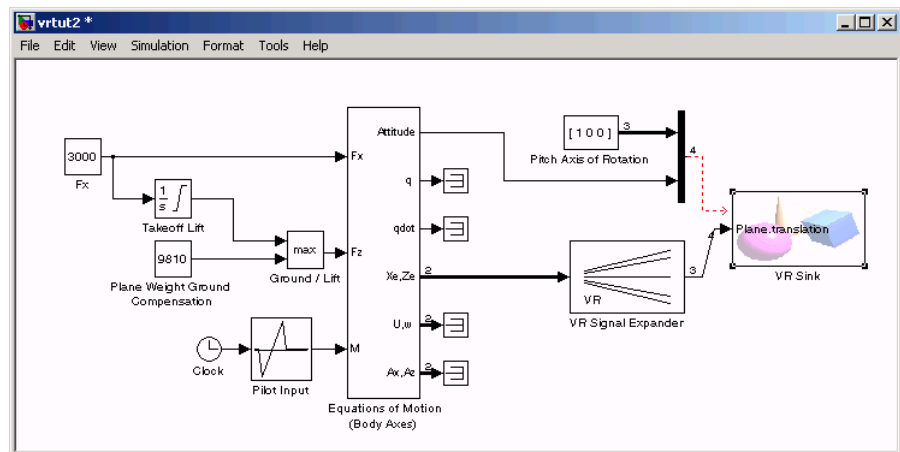 vrtut2 *
File Edit View Simulation Format Tools Help
Attitude
[ 1 0 0 ]
3
Pitch Axis of Rotation
4
3000
Fx
Fx
q
1
s
Takeoff Lift
qdot
Plane.translation
4
VR Sink
max
Fz
Ground / Lift
9810
Plane Weight Ground
Compensation
Xe,Ze
2
VR
3
VR Signal Expander
U,w
2
Clock
Pilot Input
M
Ax,Az
2
Equations of Motion
(Body Axes)